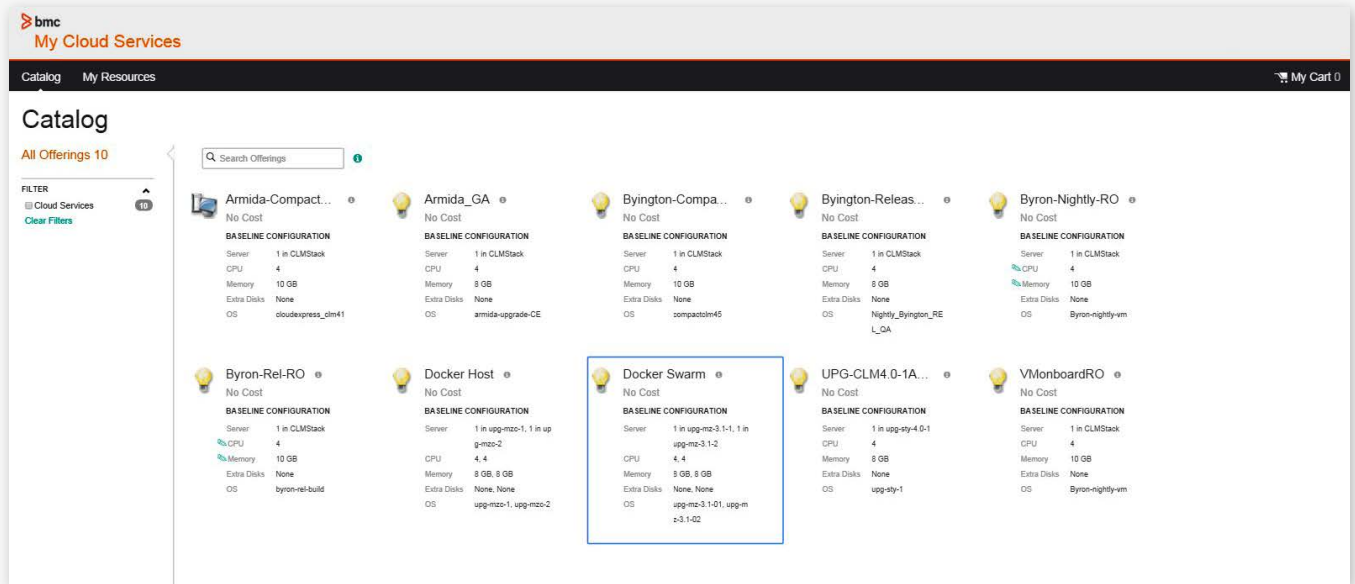 bmc
My Cloud Services
Catalog My Resources My Cart 0
Catalog
All Offerings 10
Search Offerings
FILTER
Cloud Services 10
Clear Filters
Armida-Compact...
No Cost
BASELINE CONFIGURATION
Server 1 in CLMStack
CPU 4
Memory 10 GB
Extra Disks None
OS cloudexpress_clm41
Armida_GA
No Cost
BASELINE CONFIGURATION
Server 1 in CLMStack
CPU 4
Memory 8 GB
Extra Disks None
OS armida-upgrade-CE
Byington-Compa...
No Cost
BASELINE CONFIGURATION
Server 1 in CLMStack
CPU 4
Memory 10 GB
Extra Disks None
OS compactclm45
Byington-Releas...
No Cost
BASELINE CONFIGURATION
Server 1 in CLMStack
CPU 4
Memory 8 GB
Extra Disks None
OS Nightly_Byington_RE
L_QA
Byron-Nightly-RO
No Cost
BASELINE CONFIGURATION
Server 1 in CLMStack
CPU 4
Memory 10 GB
Extra Disks None
OS Byron-nightly-vm
Byron-Rel-RO
No Cost
BASELINE CONFIGURATION
Server 1 in CLMStack
CPU 4
Memory 10 GB
Extra Disks None
OS byron-rel-build
Docker Host
No Cost
BASELINE CONFIGURATION
Server 1 in upg-mzc-1, 1 in up
g-mzc-2
CPU 4, 4
Memory 8 GB, 8 GB
Extra Disks None, None
OS upg-mzc-1, upg-mzc-2
Docker Swarm
No Cost
BASELINE CONFIGURATION
Server 1 in upg-mz-3.1-1, 1 in
upg-mz-3.1-2
CPU 4, 4
Memory 8 GB, 8 GB
Extra Disks None, None
OS upg-mz-3.1-01, upg-m
z-3.1-02
UPG-CLM4.0-1A...
No Cost
BASELINE CONFIGURATION
Server 1 in upg-sty-4.0-1
CPU 4
Memory 8 GB
Extra Disks None
OS upg-sty-1
VMonboardRO
No Cost
BASELINE CONFIGURATION
Server 1 in CLMStack
CPU 4
Memory 10 GB
Extra Disks None
OS Byron-nightly-vm